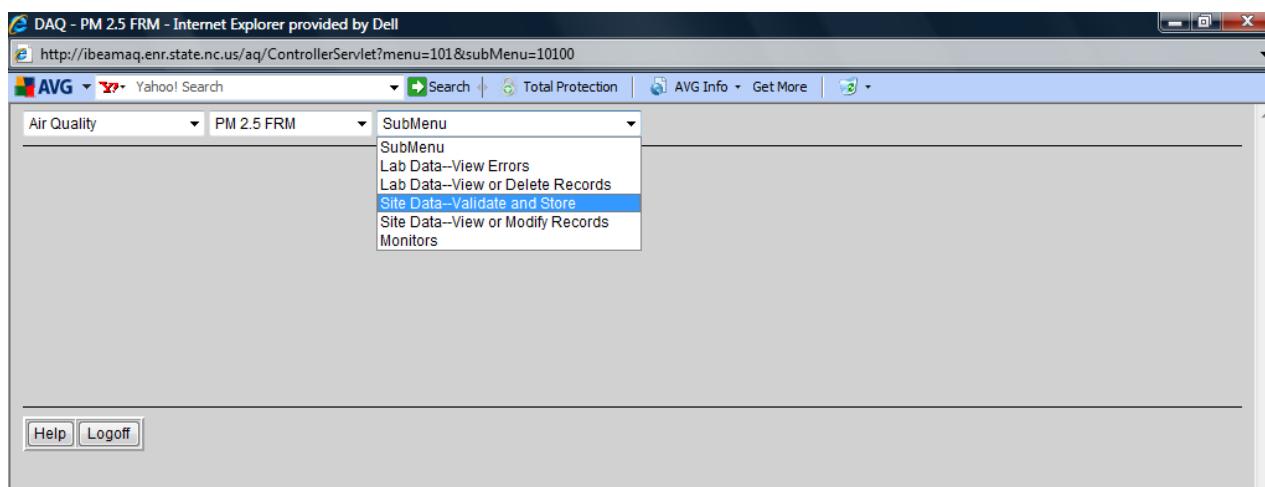 DAQ - PM 2.5 FRM - Internet Explorer provided by Dell
http://ibeamaq.enr.state.nc.us/aq/ControllerServlet?menu=101&subMenu=10100
AVG Y7 Yahoo! Search Search Total Protection AVG Info Get More
Air Quality PM 2.5 FRM SubMenu
SubMenu
Lab Data--View Errors
Lab Data--View or Delete Records
Site Data--Validate and Store
Site Data--View or Modify Records
Monitors
Help Logoff